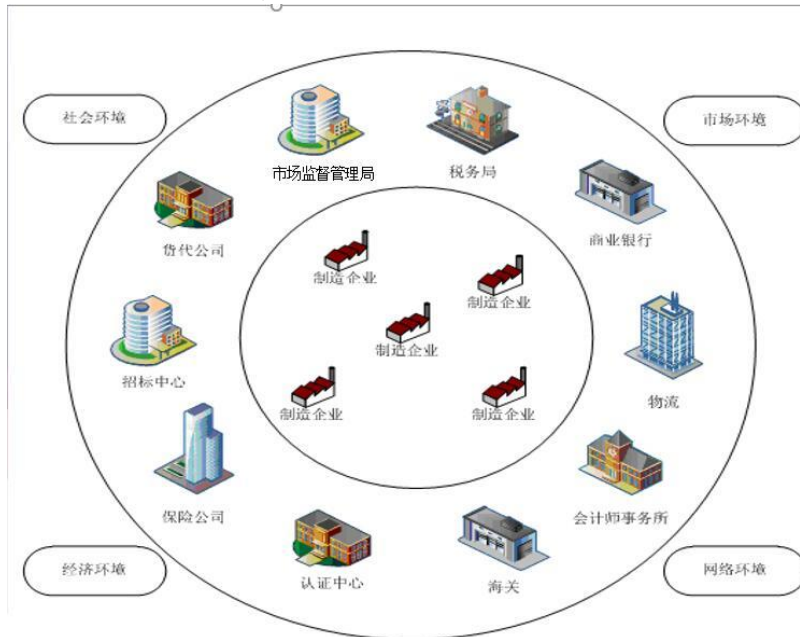 社会环境
市场环境
市场监督管理局
税务局
货代公司
商业银行
制造企业
制造企业
制造企业
招标中心
物流
制造企业
制造企业
保险公司
会计师事务所
经济环境
认证中心
海关
网络环境